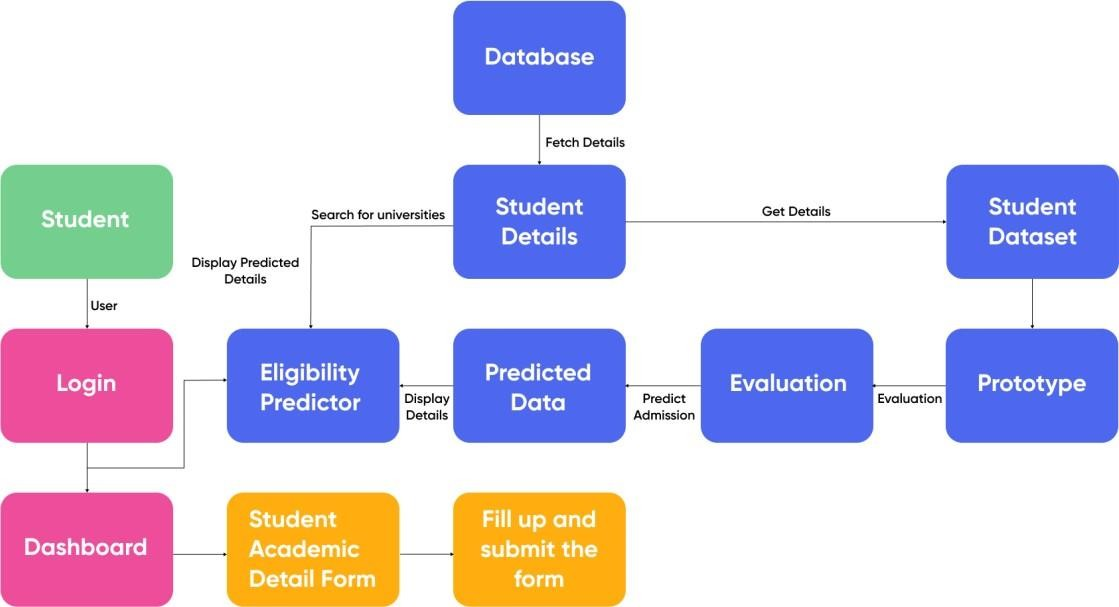 Database
Fetch Details
Student
Student
Details
Student
Dataset
Search for universities
Get Details
Display Predicted
Details
User
Login
Eligibility
Predictor
Display
Details
Predicted
Data
Predict
Admission
Evaluation
Evaluation
Prototype
Dashboard
Student
Academic
Detail Form
Fill up and
submit the
form